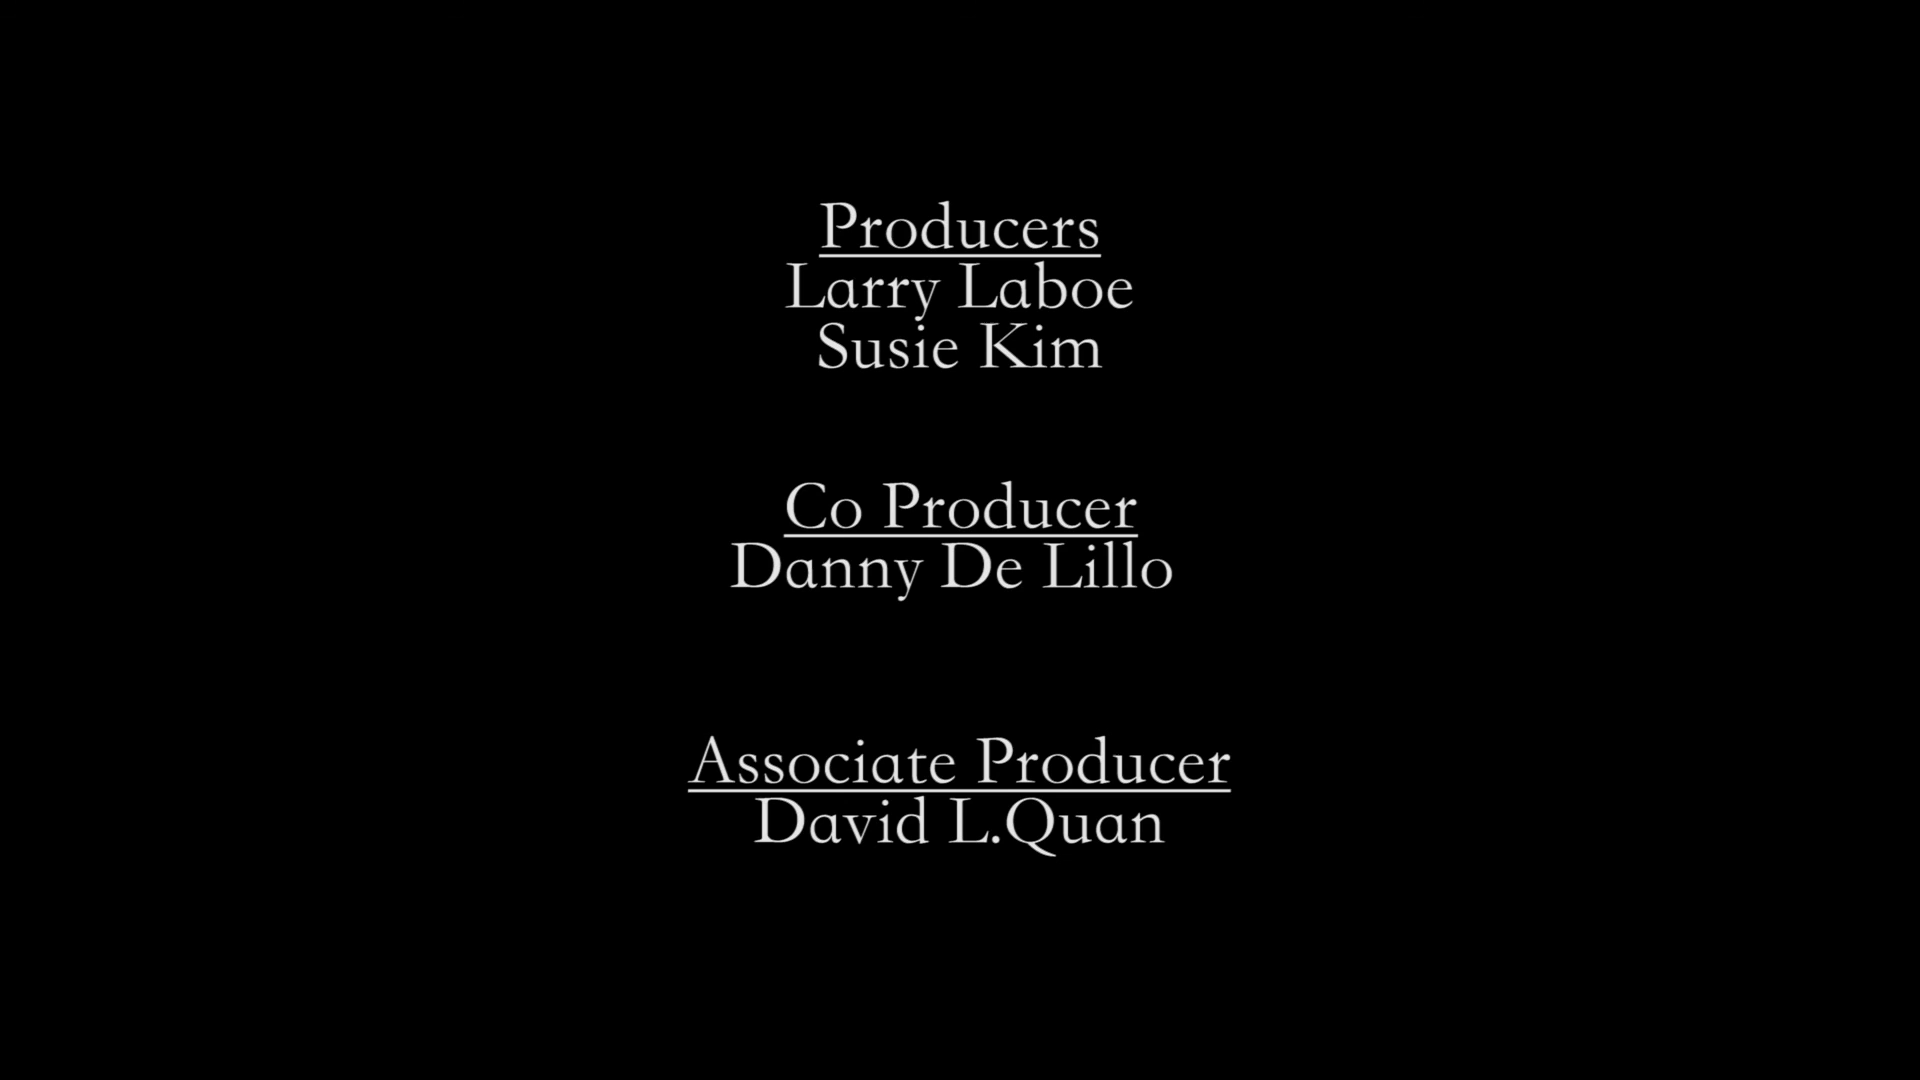 Producers
Larry Laboe
Susie Kim
Co Producer
Danny De Lillo
Associate Producer
David L.Quan